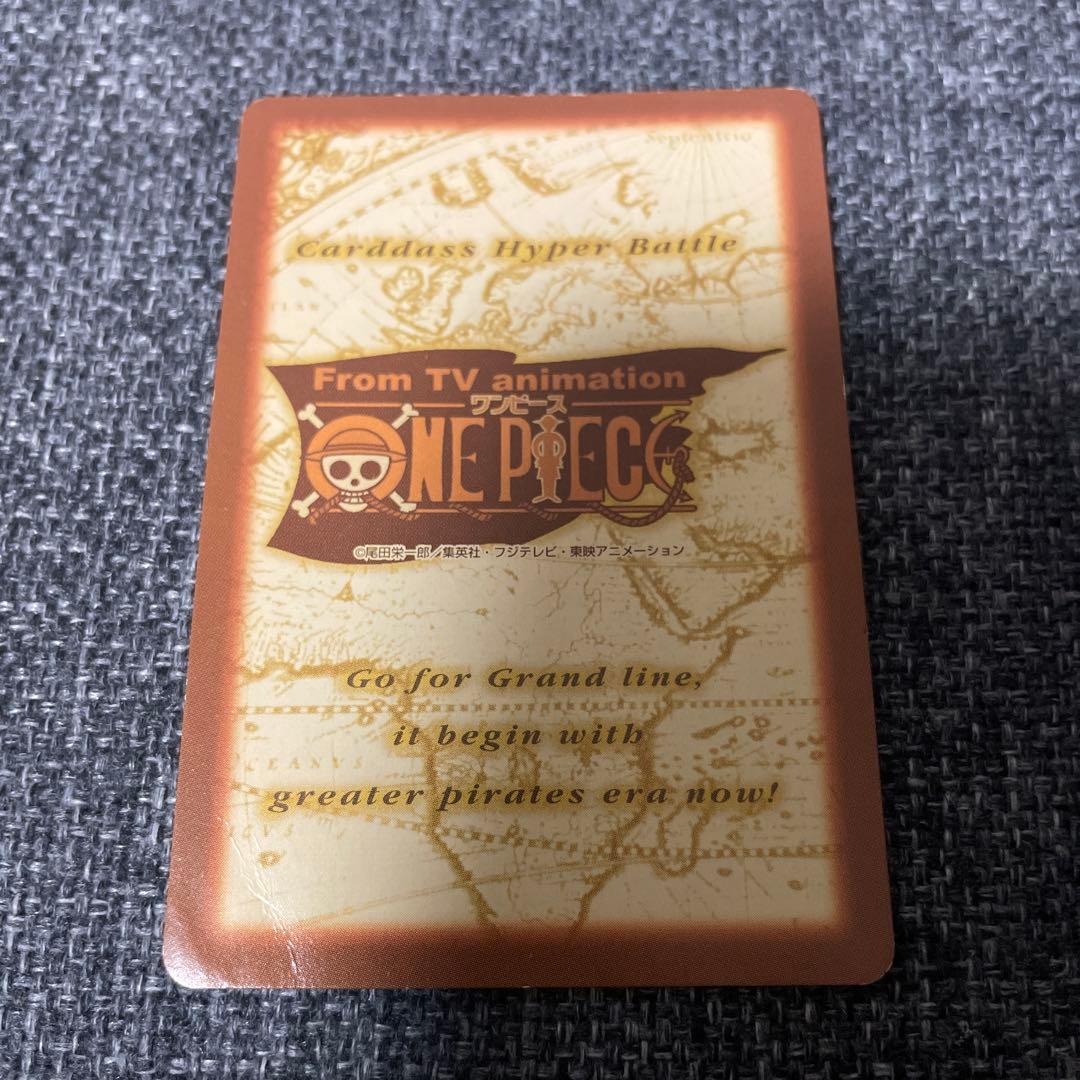 Septentrio
Carddass Hyper Battle
From TV animation
ワンピース
ONE PIECE
©尾田栄一郎／集英社・フジテレビ・東映アニメーション
Go for Grand line,
it begin with
CEANVS
greater pirates era now!